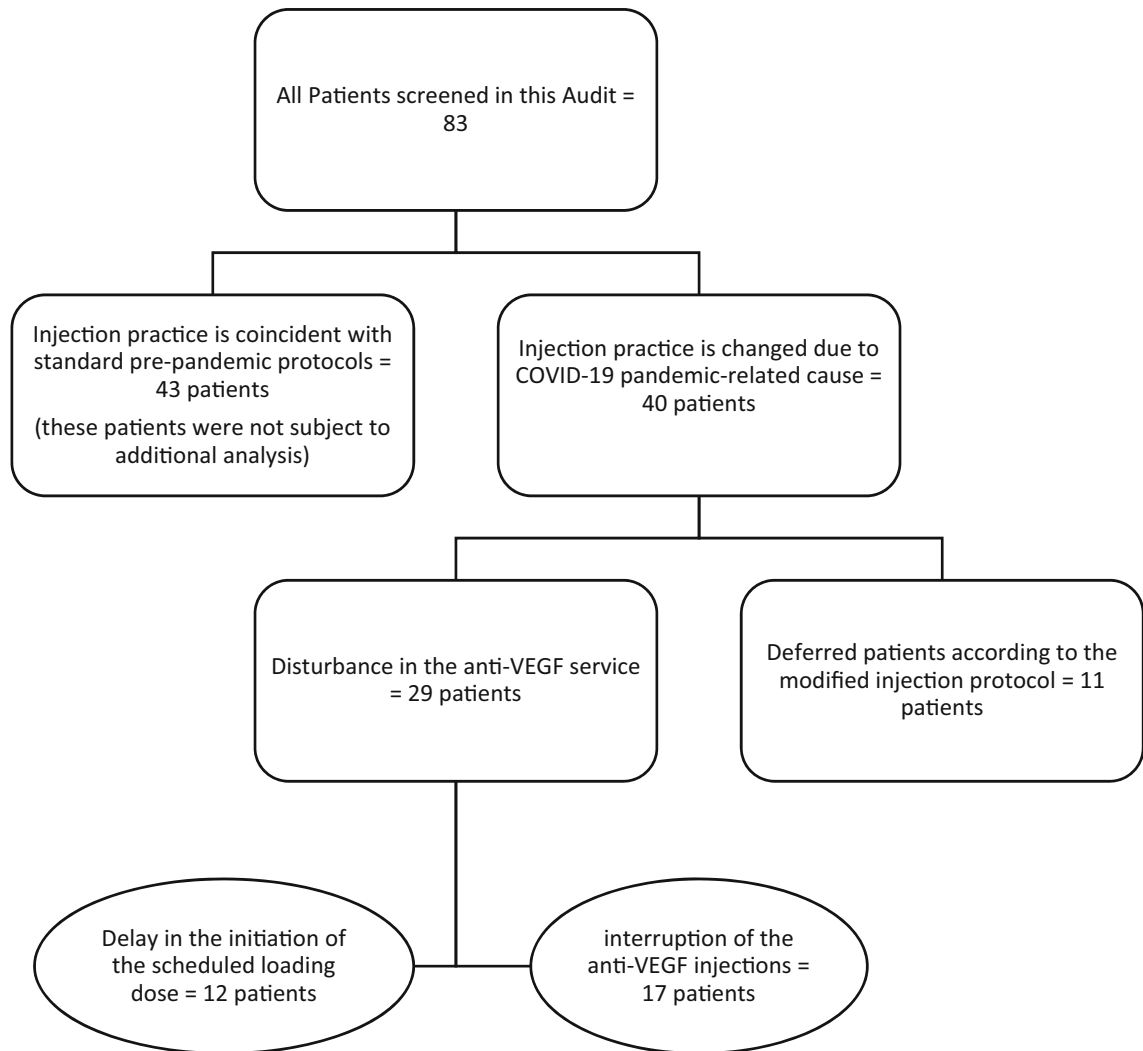 All Patients screened in this Audit =
83
Injection practice is coincident with
standard pre-pandemic protocols =
43 patients
(these patients were not subject to
additional analysis)
Injection practice is changed due to
COVID-19 pandemic-related cause =
40 patients
Disturbance in the anti-VEGF service
= 29 patients
Deferred patients according to the
modified injection protocol = 11
patients
Delay in the initiation of
the scheduled loading
dose = 12 patients
interruption of the
anti-VEGF injections =
17 patients